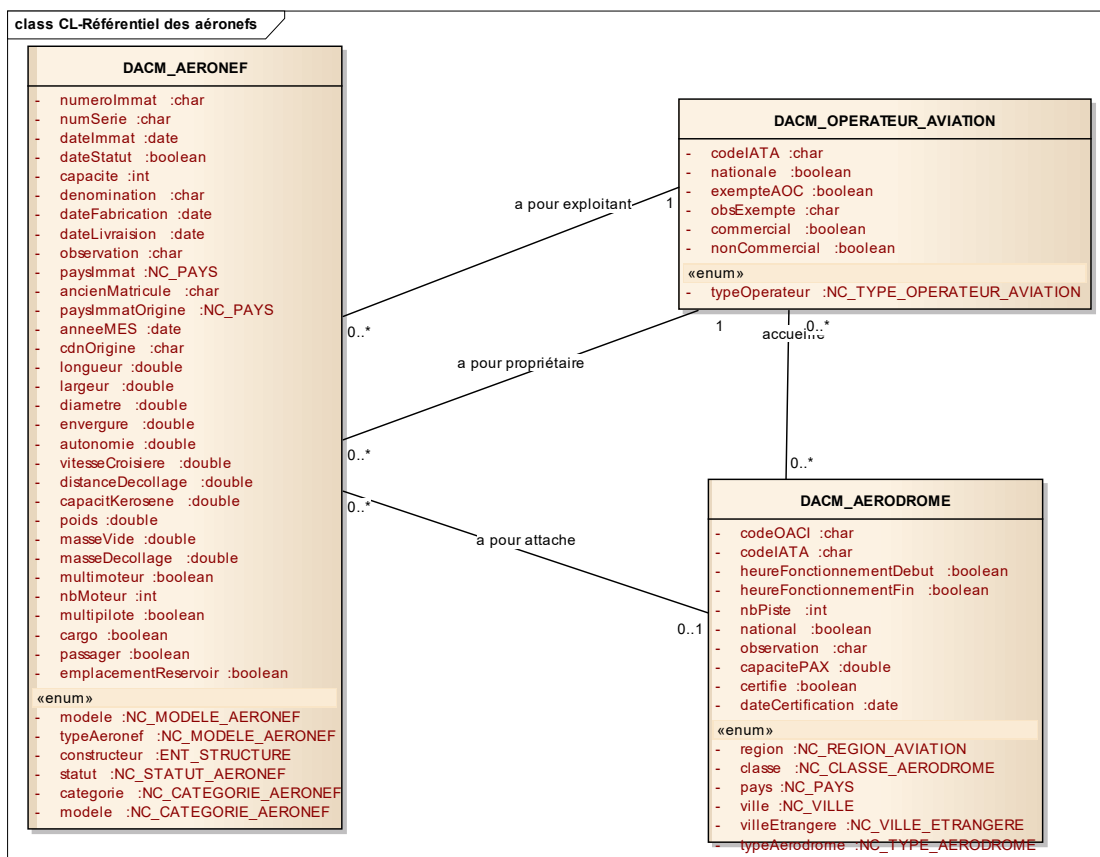 class CL-Référentiel des aéronefs
DACM_AERONEF
- numeroImmat :char
- numSerie :char
- dateImmat :date
- dateStatut :boolean
- capacite :int
- denomination :char
- dateFabrication :date
- dateLivraision :date
- observation :char
- paysImmat :NC_PAYS
- ancienMatricule :char
- paysImmatOrigine :NC_PAYS
- anneeMES :date
- cdnOrigine :char
- longueur :double
- largeur :double
- diametre :double
- envergure :double
- autonomie :double
- vitesseCroisiere :double
- distanceDecollage :double
- capacitKerosene :double
- poids :double
- masseVide :double
- masseDecollage :double
- multimoteur :boolean
- nbMoteur :int
- multipilote :boolean
- cargo :boolean
- passager :boolean
- emplacementReservoir :boolean
«enum»
- modele :NC_MODELE_AERONEF
- typeAeronef :NC_MODELE_AERONEF
- constructeur :ENT_STRUCTURE
- statut :NC_STATUT_AERONEF
- categorie :NC_CATEGORIE_AERONEF
- modele :NC_CATEGORIE_AERONEF
a pour exploitant
1
0..*
a pour propriétaire
1
0..*
a pour attache
0..*
0..1
DACM_OPERATEUR_AVIATION
- codeIATA :char
- nationale :boolean
- exempteAOC :boolean
- obsExempte :char
- commercial :boolean
- nonCommercial :boolean
«enum»
- typeOperateur :NC_TYPE_OPERATEUR_AVIATION
0..*
accueille
0..*
DACM_AERODROME
- codeOACI :char
- codeIATA :char
- heureFonctionnementDebut :boolean
- heureFonctionnementFin :boolean
- nbPiste :int
- national :boolean
- observation :char
- capacitePAX :double
- certifie :boolean
- dateCertification :date
«enum»
- region :NC_REGION_AVIATION
- classe :NC_CLASSE_AERODROME
- pays :NC_PAYS
- ville :NC_VILLE
- villeEtrangere :NC_VILLE_ETRANGERE
- typeAerodrome :NC_TYPE_AERODROME